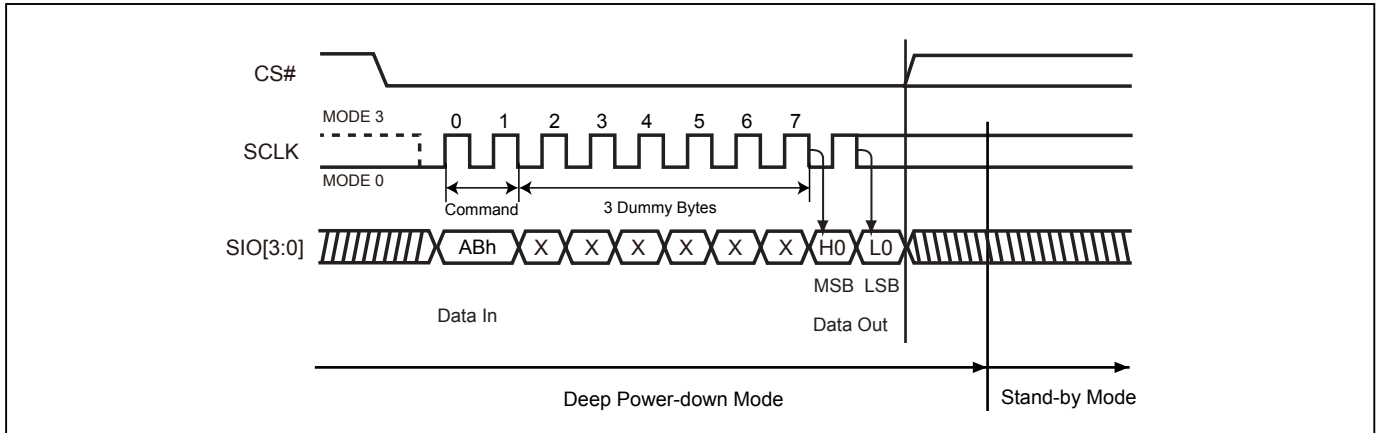 CS#
MODE 3
0 1 2 3 4 5 6 7
SCLK
MODE 0
Command
3 Dummy Bytes
SIO[3:0]
ABh X X X X X X H0 L0
MSB LSB
Data In
Data Out
Deep Power-down Mode
Stand-by Mode